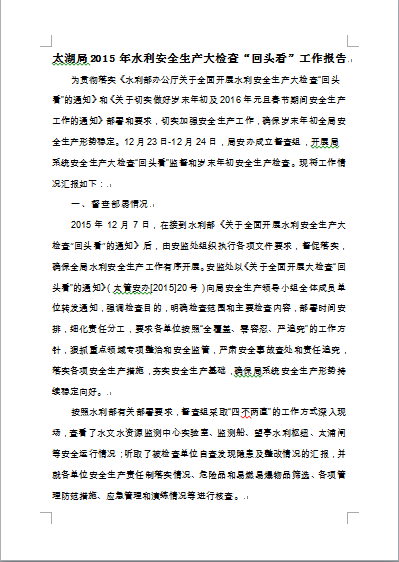 太湖局2015年水利安全生产大检查“回头看”工作报告
为贯彻落实《水利部办公厅关于全面开展水利安全生产大检查“回头
看”的通知》和《关于切实做好岁末年初及2016年元旦春节期间安全生产
工作的通知》部署和要求，切实加强安全生产工作，确保岁末年初全局安
全生产形势稳定。12月23日-12月24日，局安办成立督查组，开展局
系统安全生产大检查“回头看”监督和岁末年初安全生产检查。现将工作情
况汇报如下：
一、督查部署情况
2015年12月7日，在接到水利部《关于全面开展水利安全生产大
检查“回头看”的通知》后，由安监处组织执行各项文件要求，督促落实，
确保全局水利安全生产工作有序开展。安监处以《关于全面开展大检查“回
头看”的通知》（太管安办[2015]20号）向局安全生产领导小组全体成员单
位转发通知，强调检查目的，明确检查范围和主要检查内容，部署时间安
排，细化责任分工，要求各单位按照“全覆盖、零容忍、严追究”的工作方
针，狠抓重点领域专项整治和安全监管，严肃安全事故查处和责任追究，
落实各项安全生产措施，夯实安全生产基础，确保局系统安全生产形势持
续稳定向好。
按照水利部有关部署要求，督查组采取“四不两直”的工作方式深入现
场，查看了水文水资源监测中心实验室、监测船、望亭水利枢纽、太浦闸
等安全运行情况；听取了被检查单位自查发现隐患及整改情况的汇报，并
就各单位安全生产责任制落实情况、危险品和易燃易爆物品筛选、各项管
理防范措施、应急管理和演练情况等进行核查。